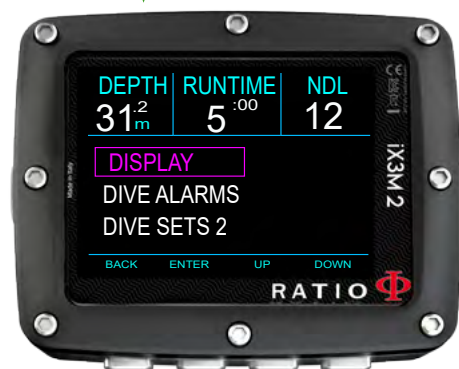 DEPTH RUNTIME NDL
31.2 m 5 :00 12
DISPLAY
DIVE ALARMS
DIVE SETS 2
BACK ENTER UP DOWN
RATIO
iX3M 2
Made in Italy
CE